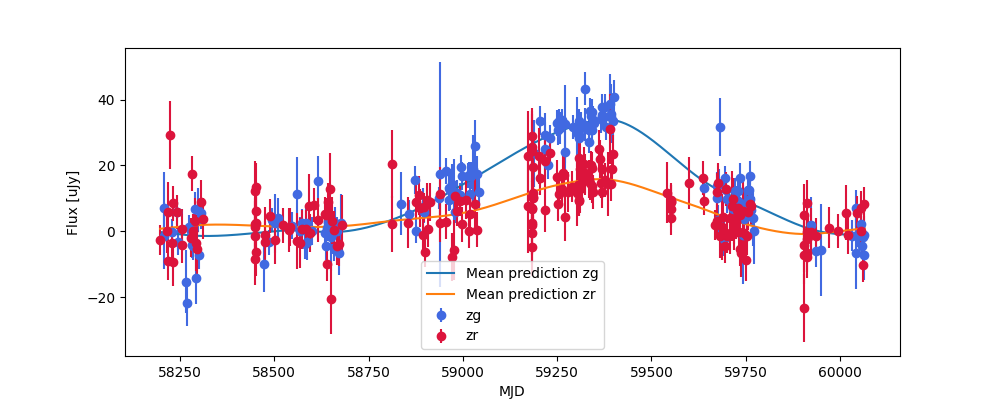 40
20
0
−20
Flux [uJy]
Mean prediction zg
Mean prediction zr
zg
zr
58250 58500 58750 59000 59250 59500 59750 60000
MJD